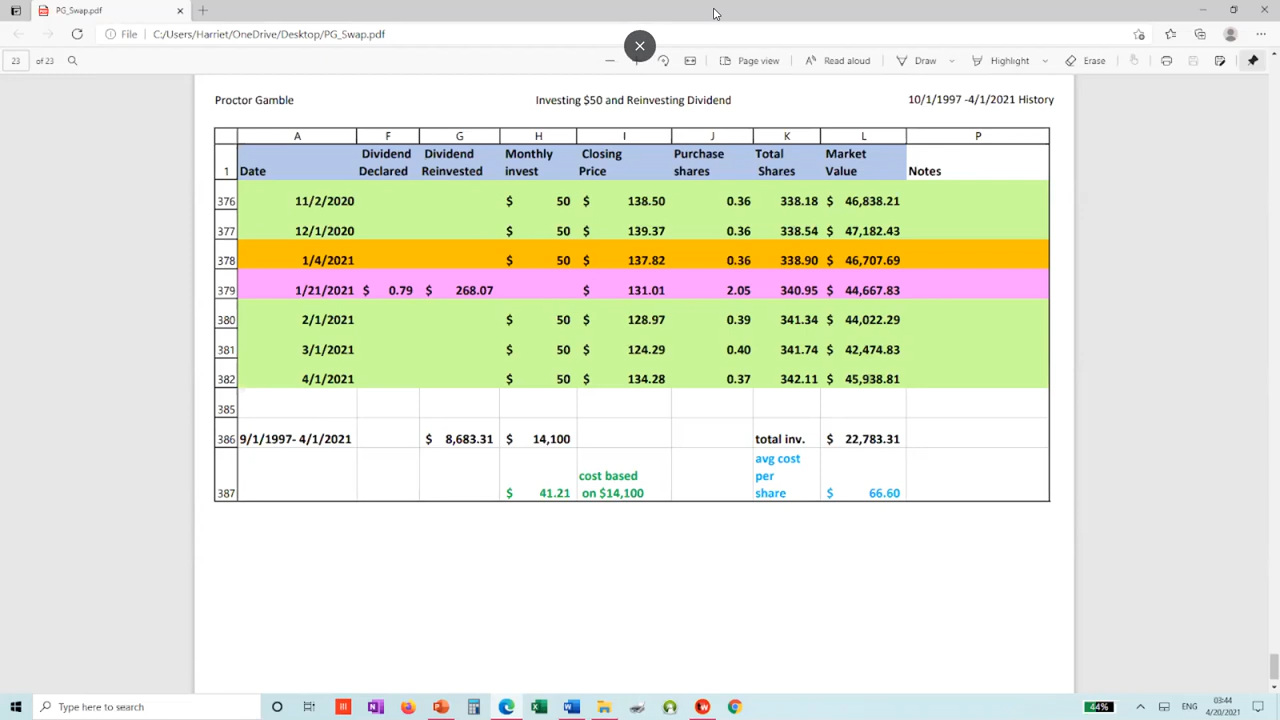 PG_Swap.pdf
File C:/Users/Harriet/OneDrive/Desktop/PG_Swap.pdf
23 of 23 Page view Read aloud Draw Highlight Erase
Proctor Gamble Investing $50 and Reinvesting Dividend 10/1/1997 -4/1/2021 History
A F G H I J K L P
Dividend Dividend Monthly Closing Purchase Total Market
1 Date Declared Reinvested invest Price shares Shares Value Notes
376 11/2/2020 $ 50 $ 138.50 0.36 338.18 $ 46,838.21
377 12/1/2020 $ 50 $ 139.37 0.36 338.54 $ 47,182.43
378 1/4/2021 $ 50 $ 137.82 0.36 338.90 $ 46,707.69
379 1/21/2021 $ 0.79 $ 268.07 $ 131.01 2.05 340.95 $ 44,667.83
380 2/1/2021 $ 50 $ 128.97 0.39 341.34 $ 44,022.29
381 3/1/2021 $ 50 $ 124.29 0.40 341.74 $ 42,474.83
382 4/1/2021 $ 50 $ 134.28 0.37 342.11 $ 45,938.81
385
386 9/1/1997- 4/1/2021 $ 8,683.31 $ 14,100 total inv. $ 22,783.31
avg cost
cost based per
387 $ 41.21 on $14,100 share $ 66.60
Type here to search 44% ENG 03:44
4/20/2021